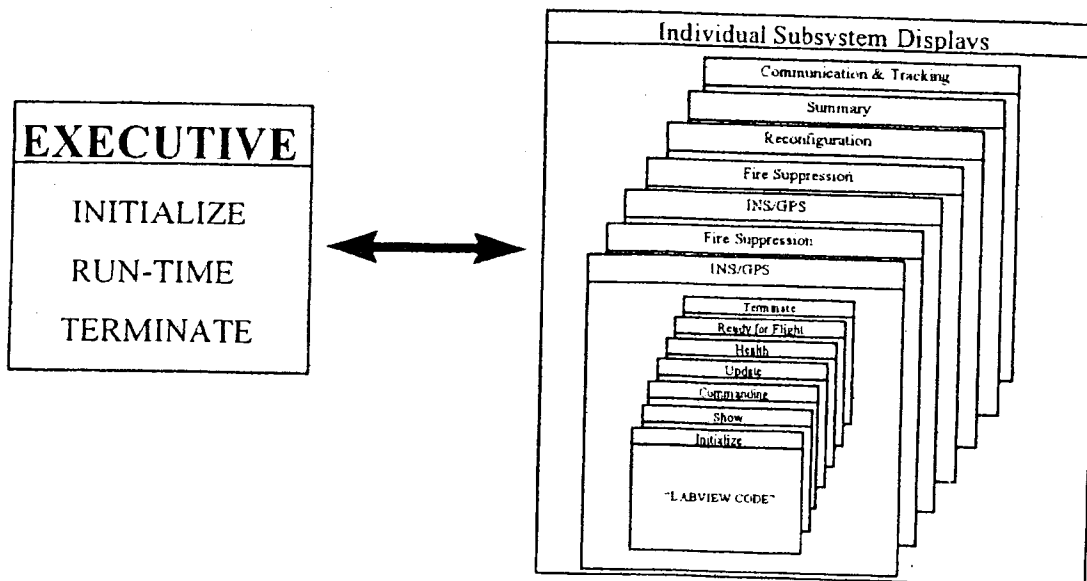 EXECUTIVE
INITIALIZE
RUN-TIME
TERMINATE
Individual Subsystem Displays
Communication & Tracking
Summary
Reconfiguration
Fire Suppression
INS/GPS
Fire Suppression
INS/GPS
Terminate
Ready for Flight
Health
Update
Commanding
Show
Initialize
"LABVIEW CODE"